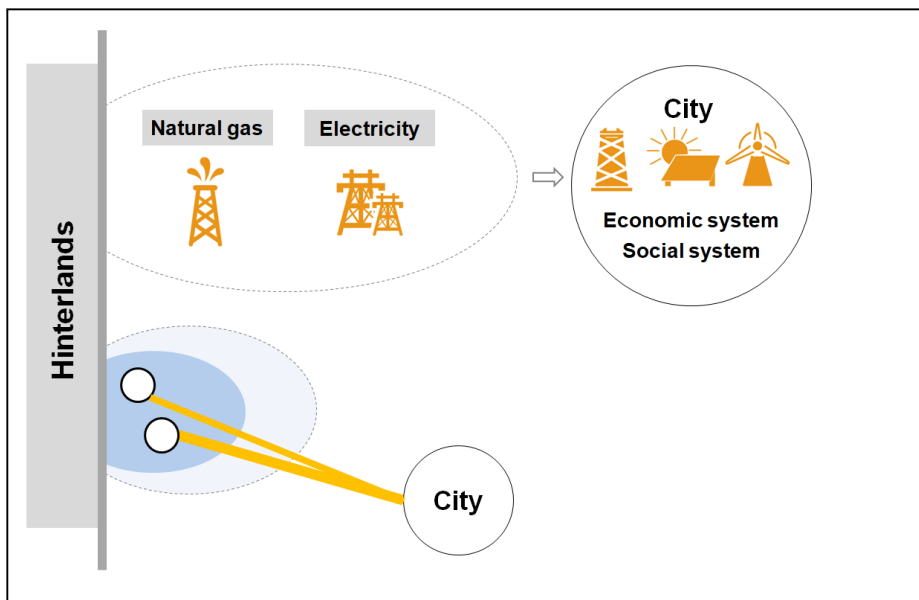 Hinterlands
Natural gas
Electricity
City
Economic system
Social system
City